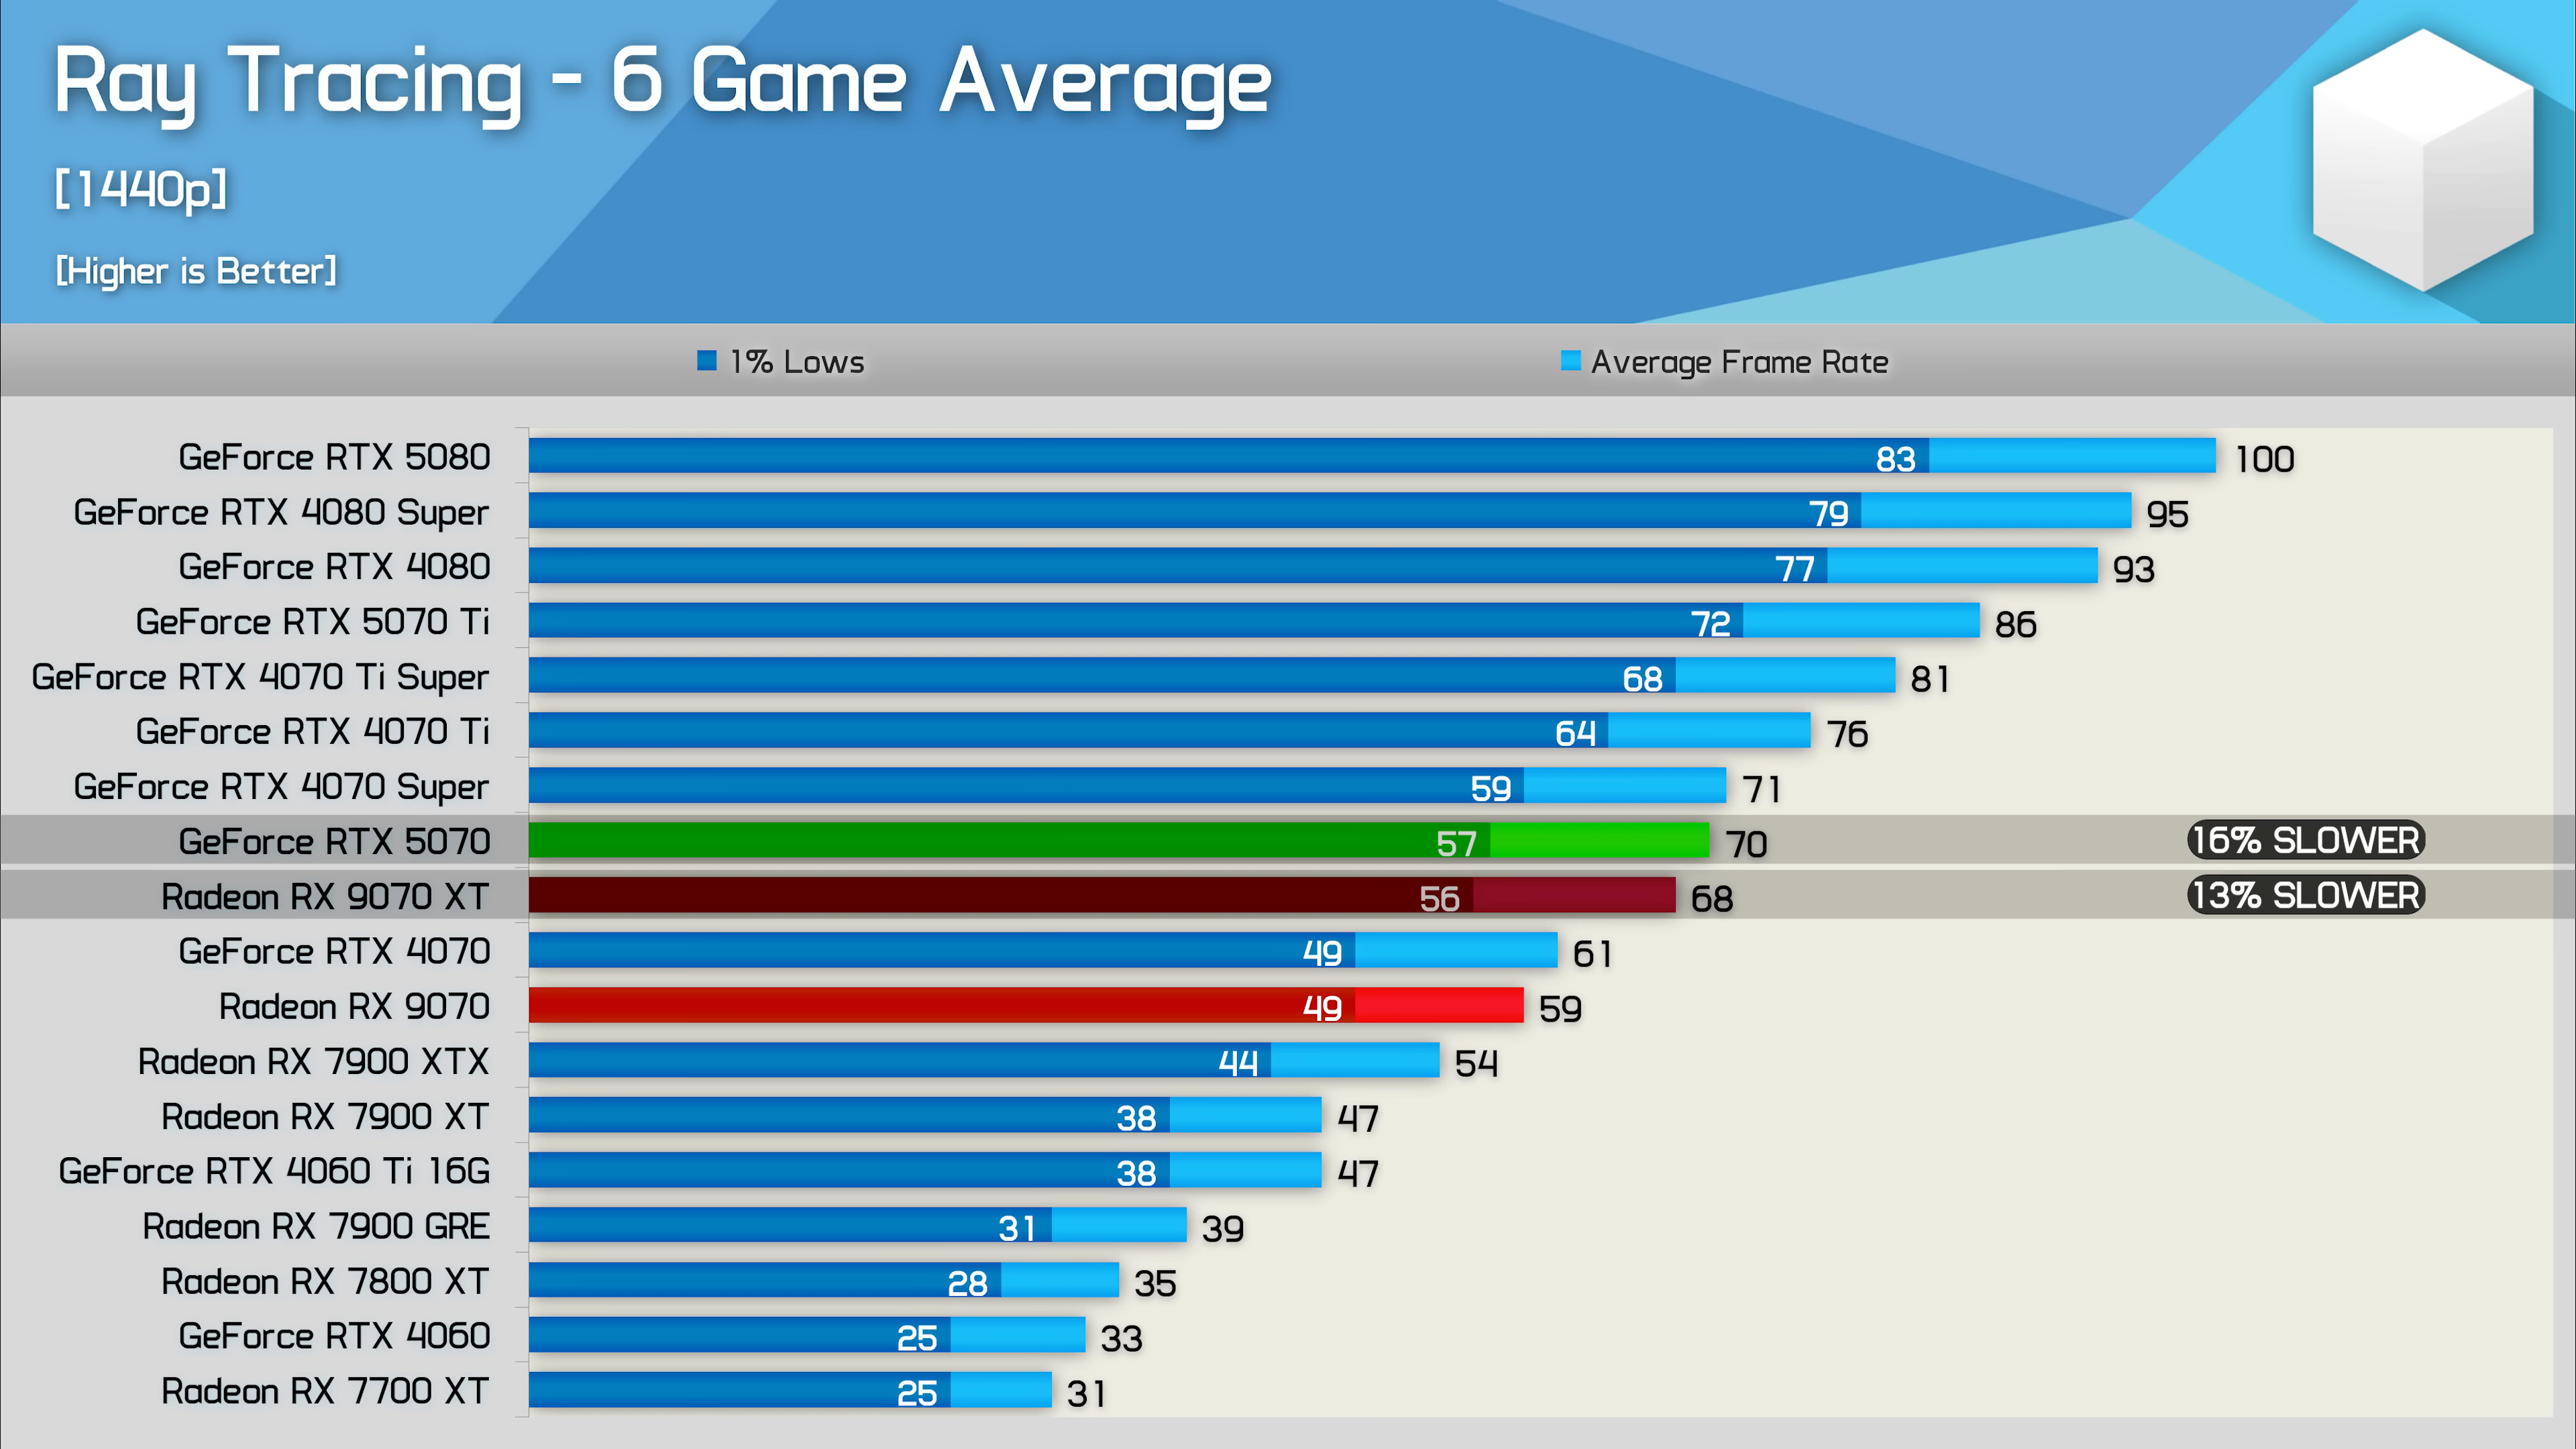 Ray Tracing - 6 Game Average
[1440p]
[Higher is Better]
1% Lows
Average Frame Rate
GeForce RTX 5080 83 100
GeForce RTX 4080 Super 79 95
GeForce RTX 4080 77 93
GeForce RTX 5070 Ti 72 86
GeForce RTX 4070 Ti Super 68 81
GeForce RTX 4070 Ti 64 76
GeForce RTX 4070 Super 59 71
GeForce RTX 5070 57 70 16% SLOWER
Radeon RX 9070 XT 56 68 13% SLOWER
GeForce RTX 4070 49 61
Radeon RX 9070 49 59
Radeon RX 7900 XTX 44 54
Radeon RX 7900 XT 38 47
GeForce RTX 4060 Ti 16G 38 47
Radeon RX 7900 GRE 31 39
Radeon RX 7800 XT 28 35
GeForce RTX 4060 25 33
Radeon RX 7700 XT 25 31